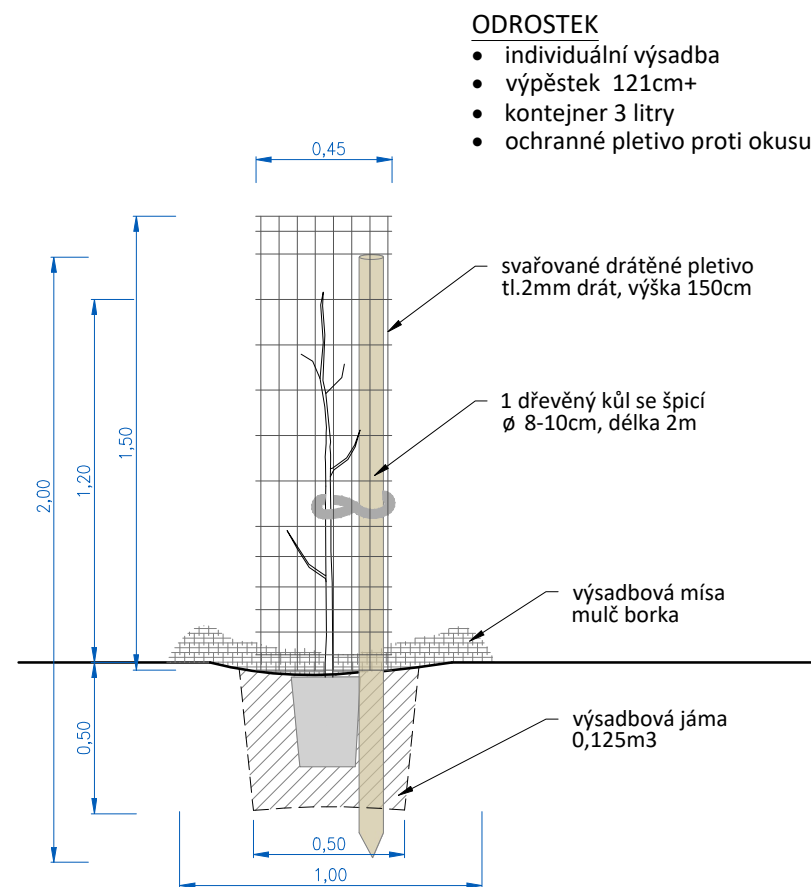 ODROSTEK
• individuální výsadba
• výpěstek 121cm+
• kontejner 3 litry
• ochranné pletivo proti okusu
0,45
svařované drátěné pletivo
tl.2mm drát, výška 150cm
1 dřevěný kůl se špicí
ø 8-10cm, délka 2m
1,50
1,20
2,00
výsadbová mísa
mulč borka
0,50
výsadbová jáma
0,125m3
0,50
1,00